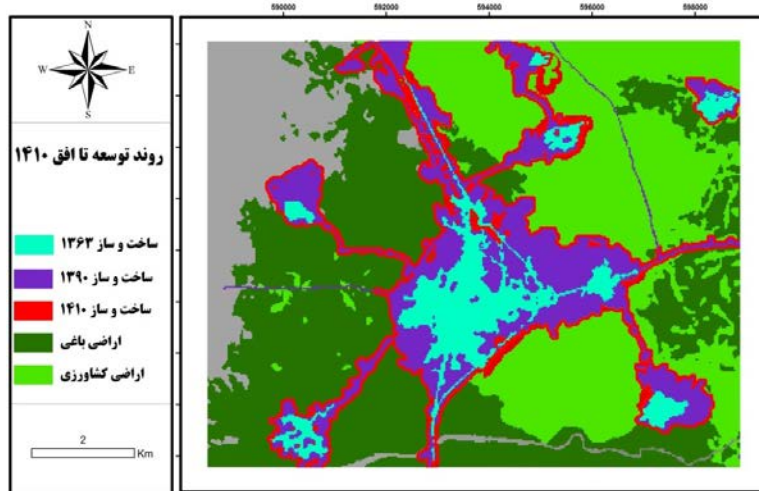 590000 592000 594000 596000 598000
N
W E
S
روند توسعه تا افق ۱۴۱۰
ساخت و ساز ۱۳۶۳
ساخت و ساز ۱۳۹۰
ساخت و ساز ۱۴۱۰
اراضی باغی
اراضی کشاورزی
2
Km